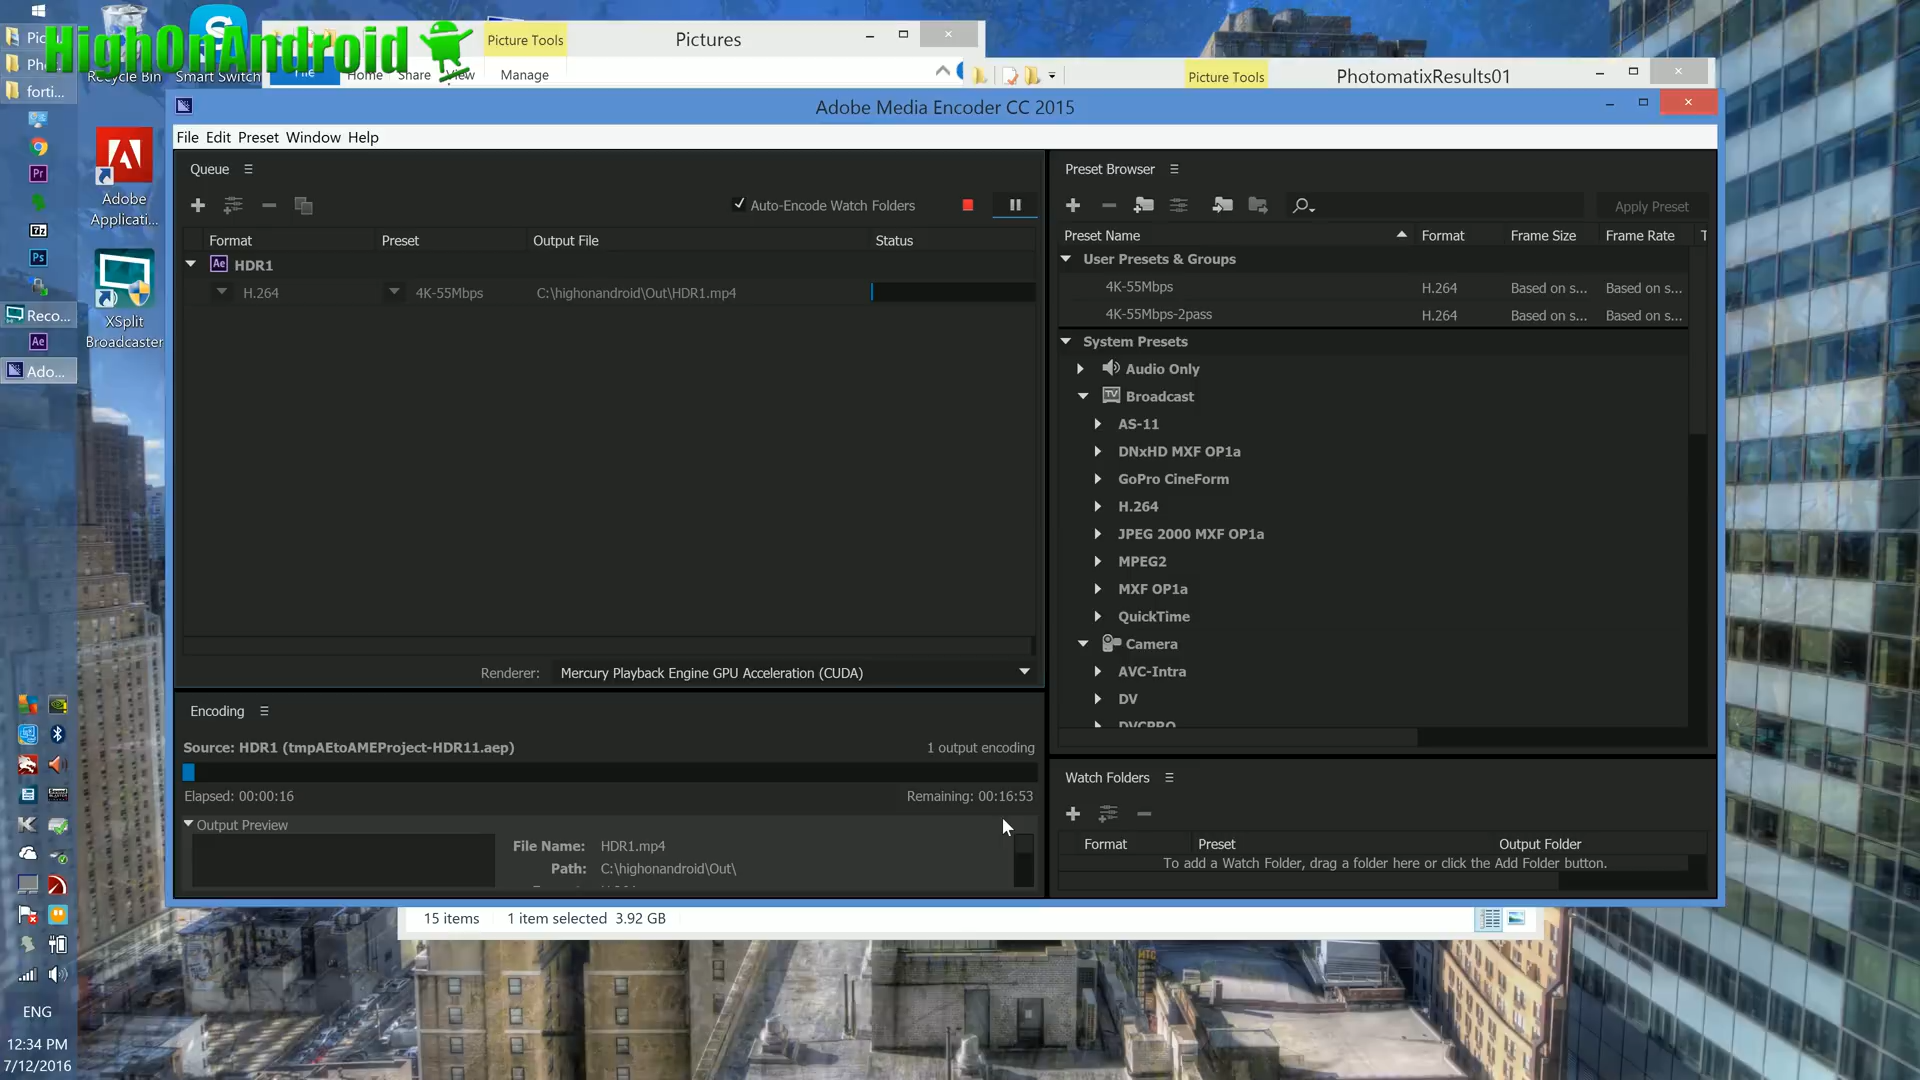 HighOnAndroid
Recycle Bin
Smart Switch
Picture Tools
Pictures
File
Home
Share
View
Manage
Picture Tools
PhotomatixResults01
forti...
Adobe
Applicati...
XSplit
Broadcaster
Reco...
Ado...
Pr
7z
Ps
Ae
Adobe Media Encoder CC 2015
File Edit Preset Window Help
Queue
Auto-Encode Watch Folders
Format Preset Output File Status
Ae HDR1
H.264 4K-55Mbps C:\highonandroid\Out\HDR1.mp4
Renderer: Mercury Playback Engine GPU Acceleration (CUDA)
Encoding
Source: HDR1 (tmpAEtoAMEProject-HDR11.aep) 1 output encoding
Elapsed: 00:00:16 Remaining: 00:16:53
Output Preview
File Name: HDR1.mp4
Path: C:\highonandroid\Out\
Preset Browser
Apply Preset
Preset Name Format Frame Size Frame Rate T
User Presets & Groups
4K-55Mbps H.264 Based on s... Based on s...
4K-55Mbps-2pass H.264 Based on s... Based on s...
System Presets
Audio Only
TV Broadcast
AS-11
DNxHD MXF OP1a
GoPro CineForm
H.264
JPEG 2000 MXF OP1a
MPEG2
MXF OP1a
QuickTime
Camera
AVC-Intra
DV
DVCPRO
Watch Folders
Format Preset Output Folder
To add a Watch Folder, drag a folder here or click the Add Folder button.
15 items 1 item selected 3.92 GB
ENG
12:34 PM
7/12/2016